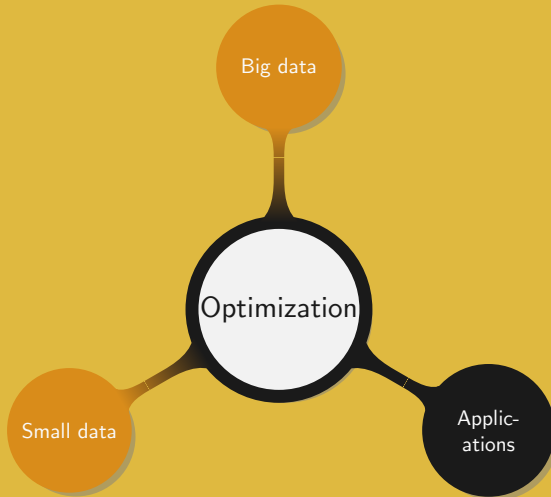 Big data
Optimization
Small data
Applic-
ations